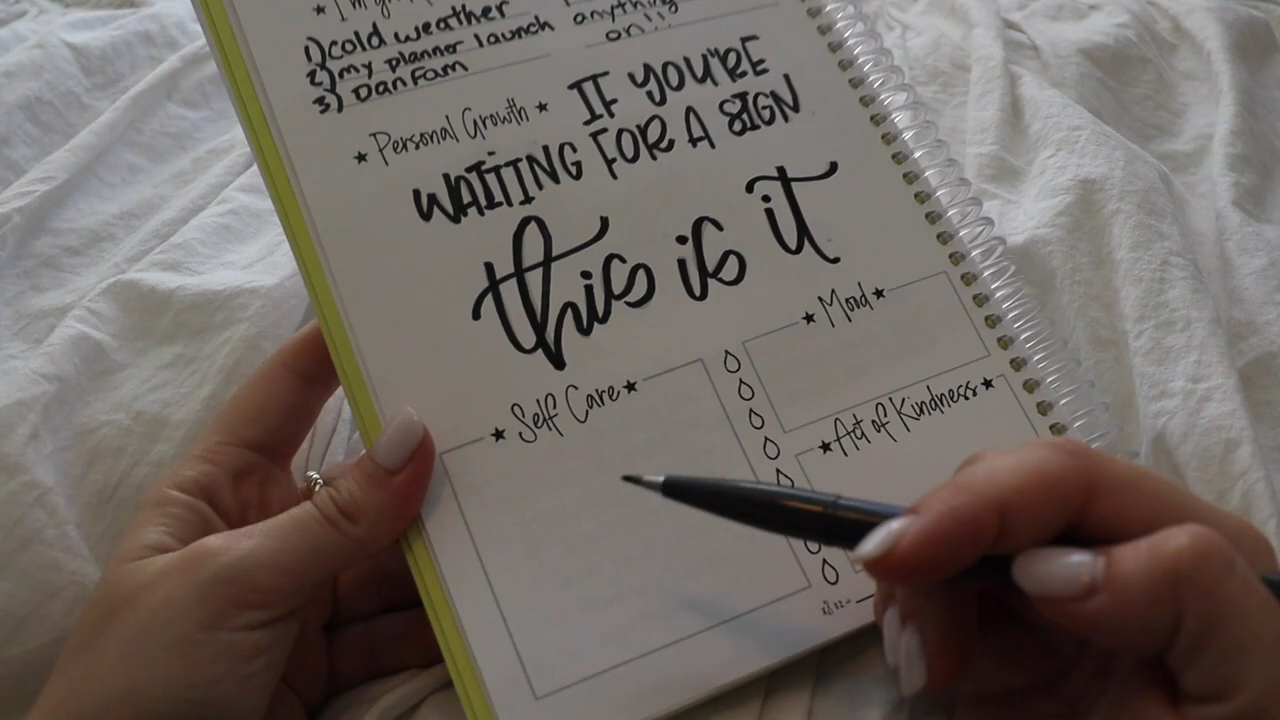 I'm
1) cold weather
2) my planner launch
3) DanFam
anything
on!!
Personal Growth
IF YOU'RE
WAITING FOR A SIGN
this is it
Mood
Self Care
Act of Kindness